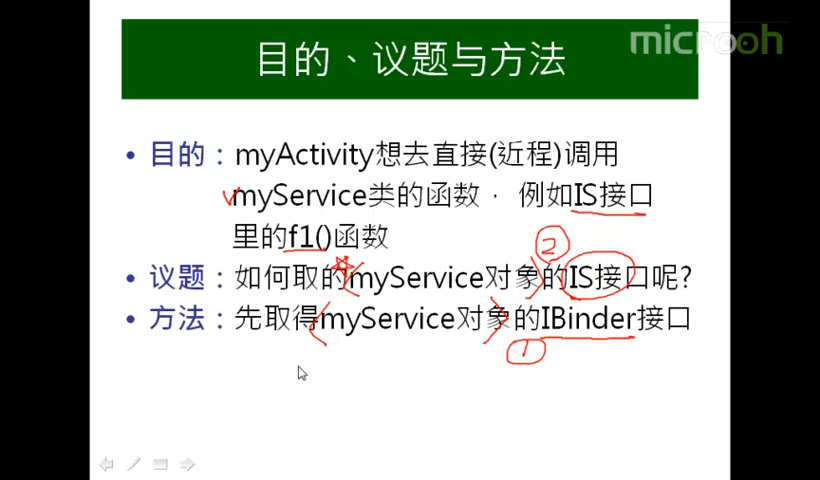 microoh
目的、议题与方法
• 目的：myActivity想去直接(近程)调用
myService类的函数， 例如IS接口
里的f1()函数
②
• 议题：如何取的myService对象的IS接口呢?
• 方法：先取得myService对象的IBinder接口
①